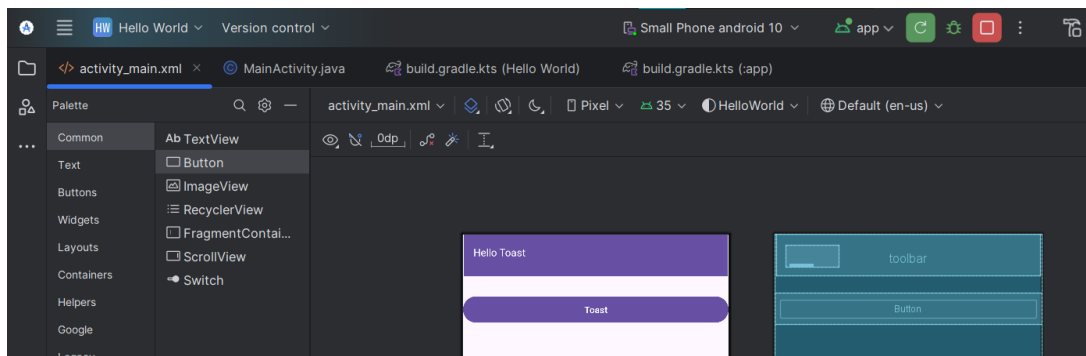 HW Hello World Version control Small Phone android 10 app
activity_main.xml MainActivity.java build.gradle.kts (Hello World) build.gradle.kts (:app)
Palette activity_main.xml Pixel 35 HelloWorld Default (en-us)
Common Ab TextView 0dp
Text Button
Buttons ImageView
Widgets RecyclerView
Layouts FragmentContai...
Containers ScrollView
Helpers Switch
Google
Hello Toast toolbar
Toast Button